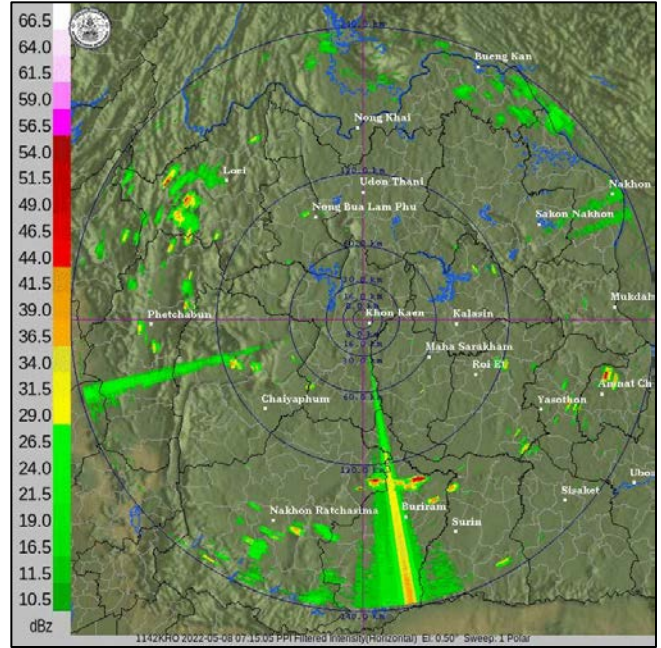 66.5
64.0
61.5
59.0
56.5
54.0
51.5
49.0
46.5
44.0
41.5
39.0
36.5
34.0
31.5
29.0
26.5
24.0
21.5
19.0
16.5
14.0
11.5
10.5
dBz
Bueng Kan
Nong Khai
Loei
Udon Thani
Nakhon
Nong Bua Lam Phu
Sakon Nakhon
Mukdah
Phetchabun
Khon Kaen
Kalasin
Maha Sarakham
Roi Et
Amnat Ch
Chaiyaphum
Yasothon
Ubon
Sisaket
Nakhon Ratchasima
Buriram
Surin
1142KHO 2022-05-08 07:15:05 PPI Filtered Intensity(Horizontal) El: 0.50° Sweep: 1 Polar